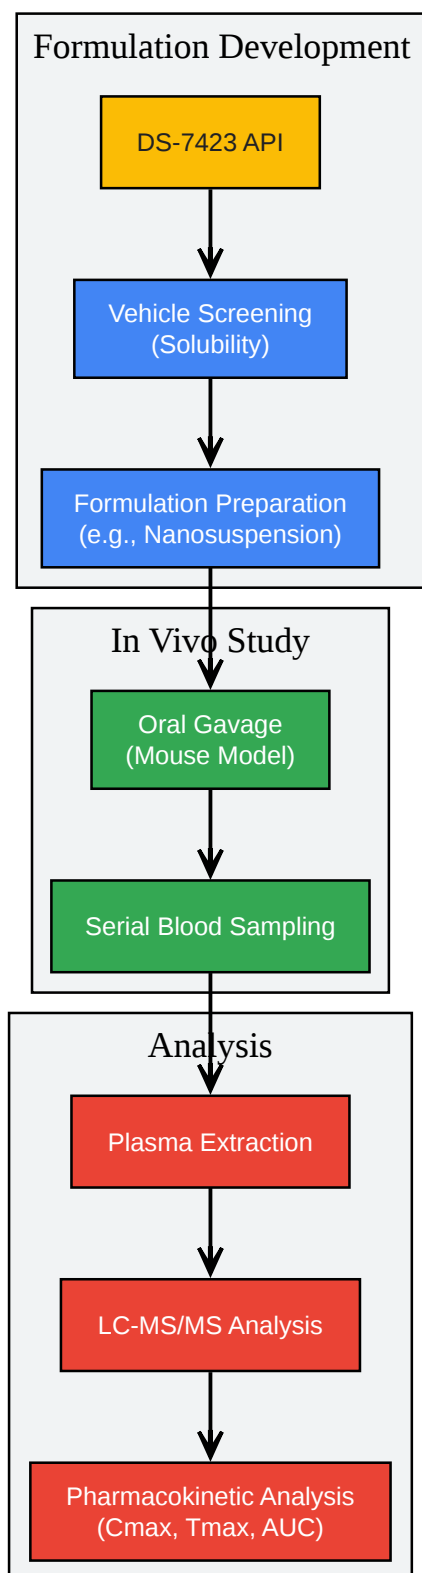 Formulation Development
DS-7423 API
Vehicle Screening
(Solubility)
Formulation Preparation
(e.g., Nanosuspension)
In Vivo Study
Oral Gavage
(Mouse Model)
Serial Blood Sampling
Analysis
Plasma Extraction
LC-MS/MS Analysis
Pharmacokinetic Analysis
(Cmax, Tmax, AUC)